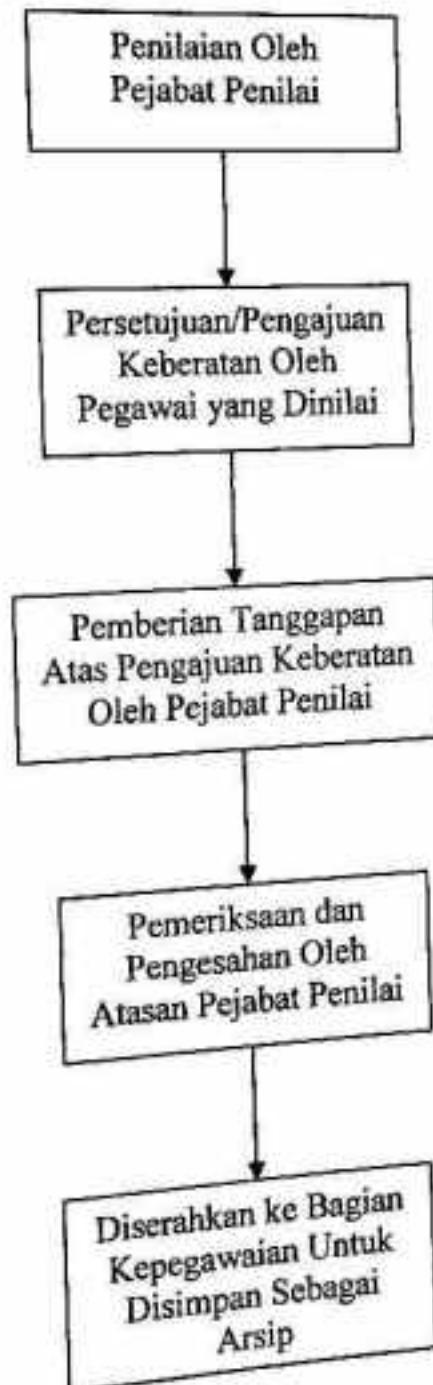 Penilaian Oleh
Pejabat Penilai
Persetujuan/Pengajuan
Keberatan Oleh
Pegawai yang Dinilai
Pemberian Tanggapan
Atas Pengajuan Keberatan
Oleh Pejabat Penilai
Pemeriksaan dan
Pengesahan Oleh
Atasan Pejabat Penilai
Diserahkan ke Bagian
Kepegawaian Untuk
Disimpan Sebagai
Arsip